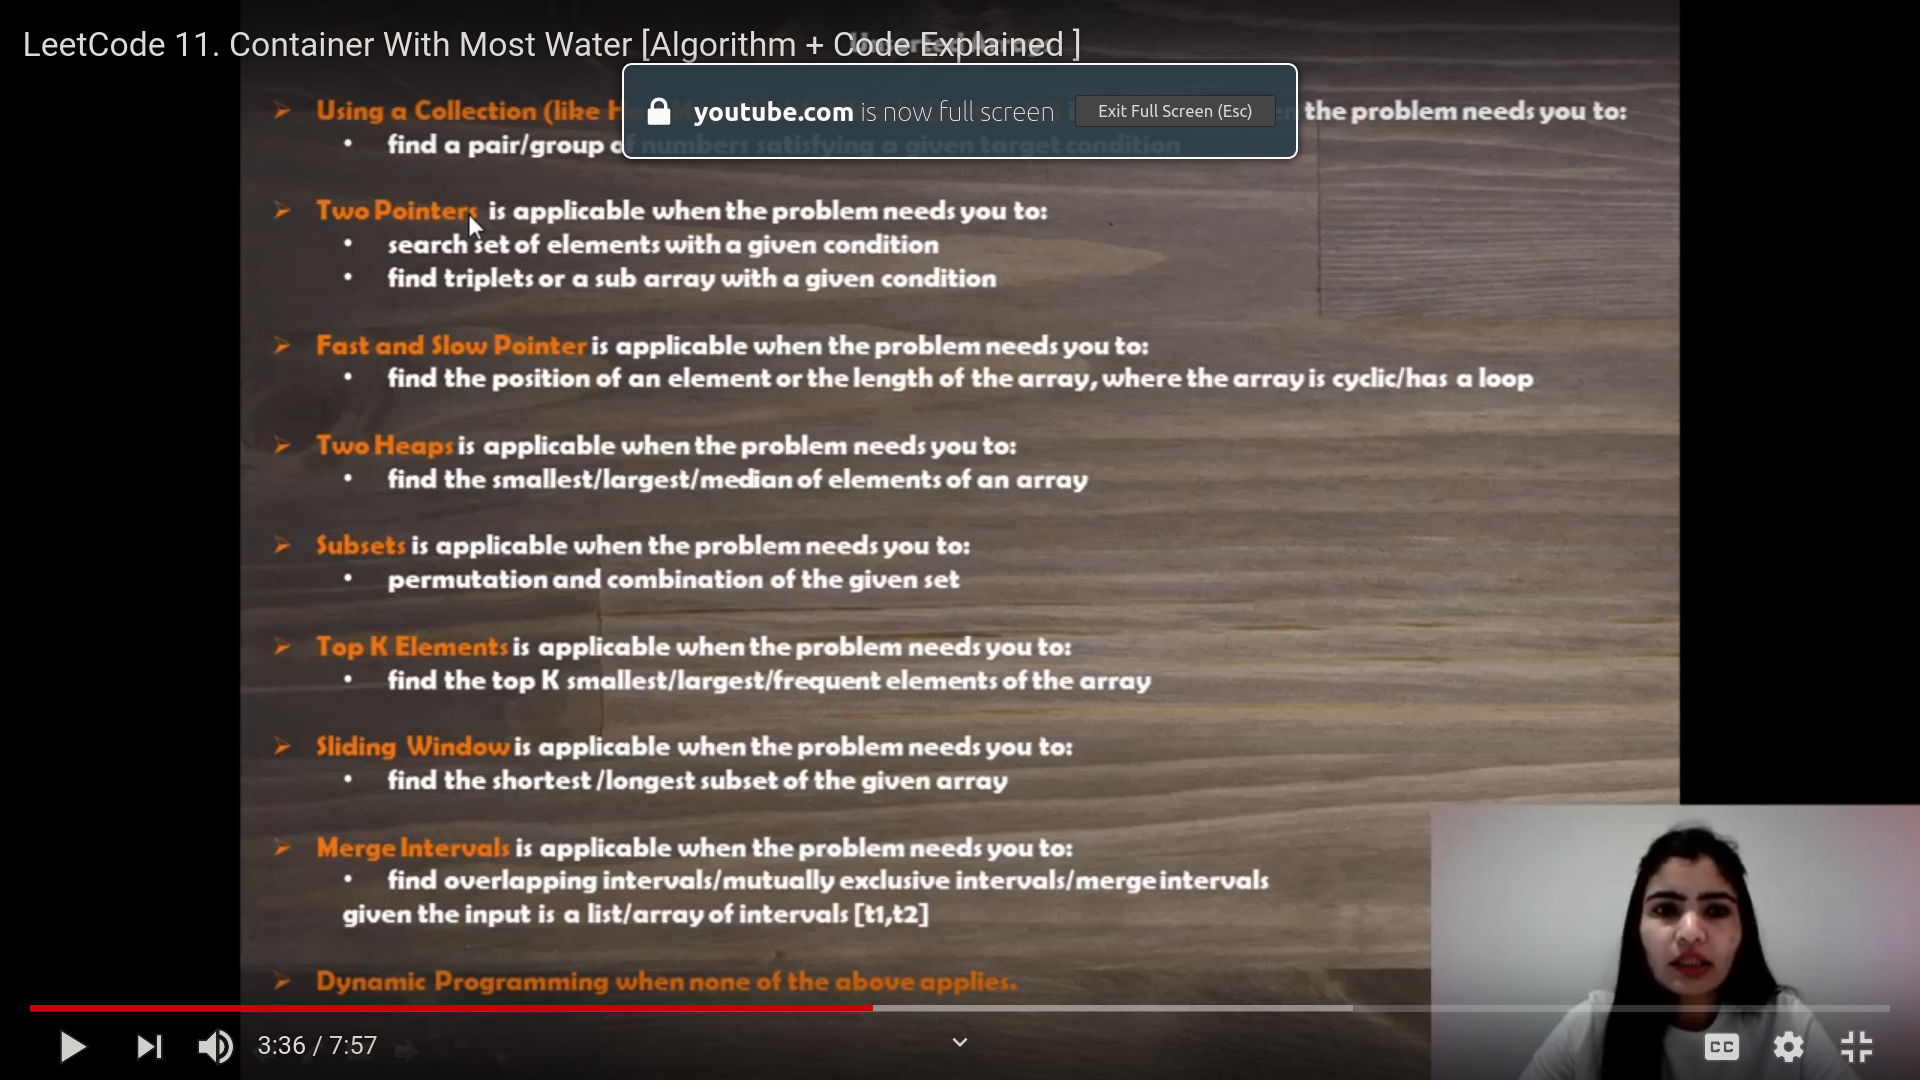 LeetCode 11. Container With Most Water [Algorithm + Code Explained ]
youtube.com is now full screen
Exit Full Screen (Esc)
➢ Using a Collection (like the problem needs you to:
• find a pair/group of numbers satisfying a given target condition
➢ Two Pointers is applicable when the problem needs you to:
• search set of elements with a given condition
• find triplets or a sub array with a given condition
➢ Fast and Slow Pointer is applicable when the problem needs you to:
• find the position of an element or the length of the array, where the array is cyclic/has a loop
➢ Two Heaps is applicable when the problem needs you to:
• find the smallest/largest/median of elements of an array
➢ Subsets is applicable when the problem needs you to:
• permutation and combination of the given set
➢ Top K Elements is applicable when the problem needs you to:
• find the top K smallest/largest/frequent elements of the array
➢ Sliding Window is applicable when the problem needs you to:
• find the shortest /longest subset of the given array
➢ Merge Intervals is applicable when the problem needs you to:
• find overlapping intervals/mutually exclusive intervals/merge intervals
given the input is a list/array of intervals [t1,t2]
➢ Dynamic Programming when none of the above applies.
3:36 / 7:57
CC